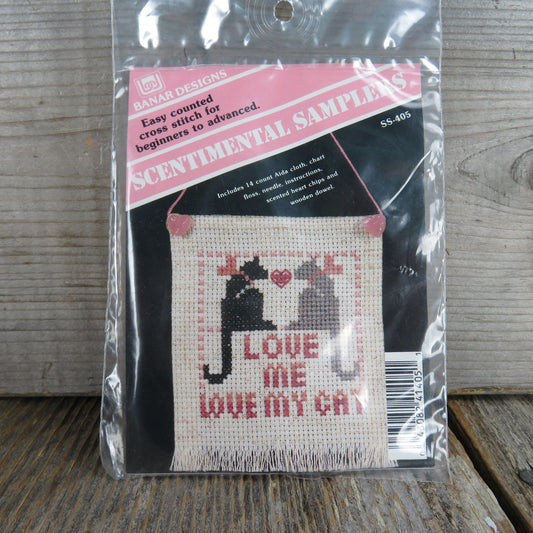 BANAR DESIGNS
Easy counted
cross stitch for
beginners to advanced.
SCENTIMENTAL SAMPLERS
SS-405
Includes 14 count Aida cloth, chart
floss, needle, instructions,
scented heart chips and
wooden dowel.
LOVE
ME
LOVE MY CAT